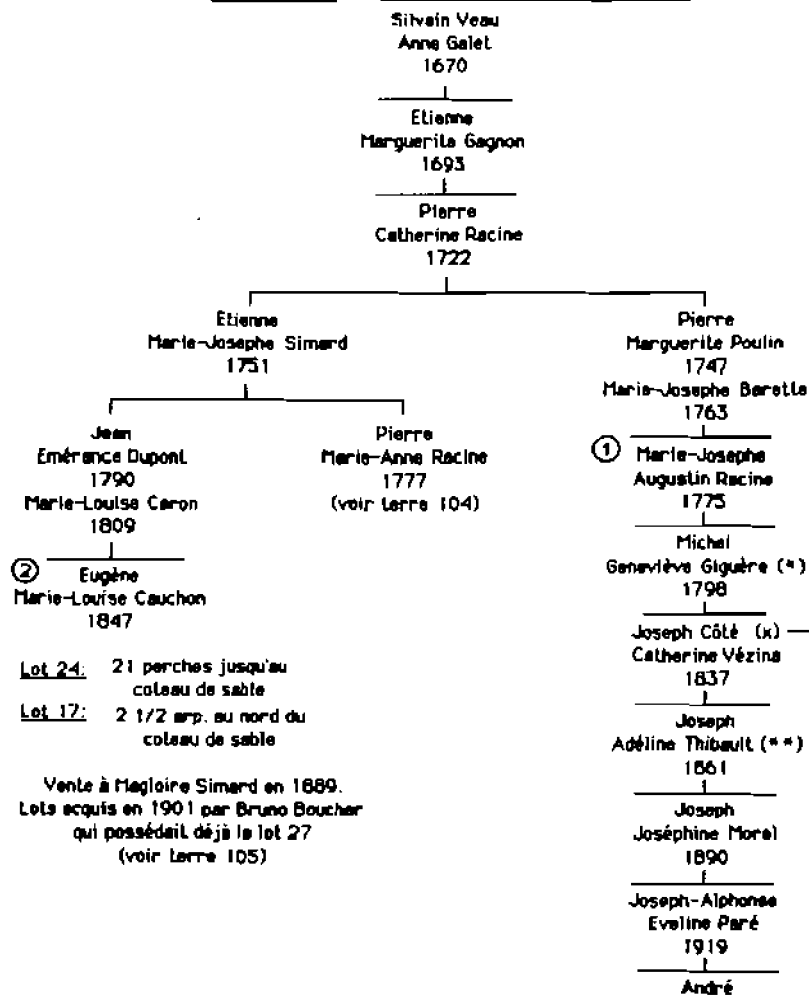 Silvain Veau
Anne Galet
1670
Etienne
Marguerite Gagnon
1693
Pierre
Catherine Racine
1722
Etienne
Marie-Josephe Simard
1751
Pierre
Marguerite Poulin
1747
Marie-Josephe Barette
1763
Jean
Emérance Dupont
1790
Marie-Louise Caron
1809
Pierre
Marie-Anne Racine
1777
(voir terre 104)
① Marie-Josephe
Augustin Racine
1775
② Eugène
Marie-Louise Cauchon
1847
Michel
Geneviève Giguère (*)
1798
Joseph Côté (x)
Catherine Vézina
1837
Joseph
Adéline Thibault (**)
1861
Joseph
Joséphine Morel
1890
Joseph-Alphonse
Eveline Paré
1919
André
Lot 24: 21 perches jusqu'au
coteau de sable
Lot 17: 2 1/2 arp. au nord du
coteau de sable
Vente à Magloire Simard en 1889.
Lots acquis en 1901 par Bruno Boucher
qui possédait déjà le lot 27
(voir terre 105)